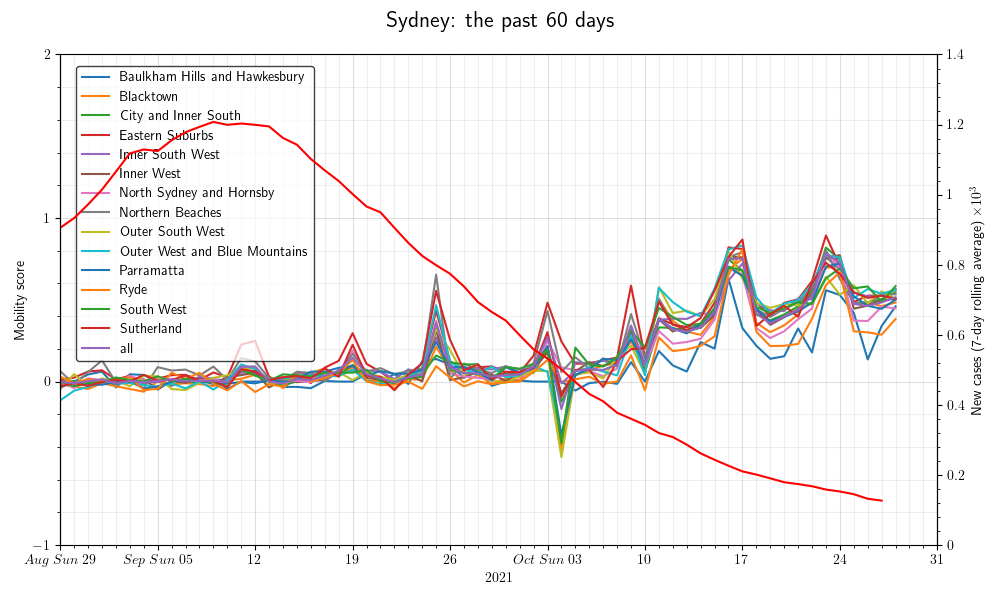 Sydney: the past 60 days
2
1
0
−1
Mobility score
Baulkham Hills and Hawkesbury
Blacktown
City and Inner South
Eastern Suburbs
Inner South West
Inner West
North Sydney and Hornsby
Northern Beaches
Outer South West
Outer West and Blue Mountains
Parramatta
Ryde
South West
Sutherland
all
1.4
1.2
1
0.8
0.6
0.4
0.2
0
New cases (7-day rolling average) ×10³
Aug Sun 29 Sep Sun 05 12 19 26 Oct Sun 03 10 17 24 31
2021